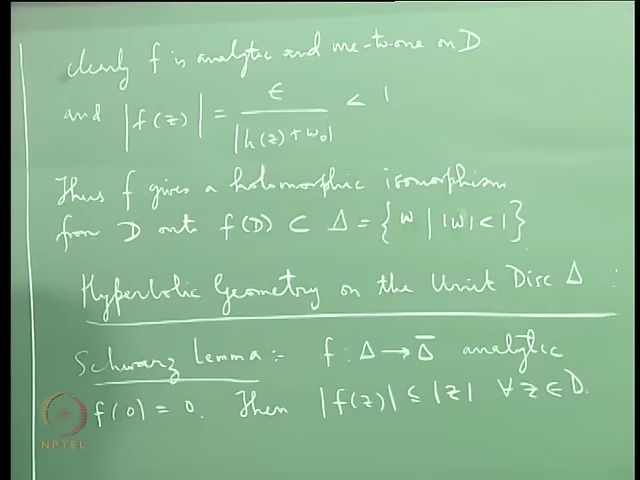 clearly f is analytic and one-to-one on D
and |f(z)| = ϵ / |h(z) + w₀| < 1.
Thus f gives a holomorphic isomorphism
from D onto f(D) ⊂ Δ = {w | |w| < 1}
Hyperbolic Geometry on the Unit Disc Δ :
Schwarz Lemma :- f : Δ → Δ̅ analytic
f(0) = 0. Then |f(z)| ≤ |z| ∀ z ∈ D.
NPTEL